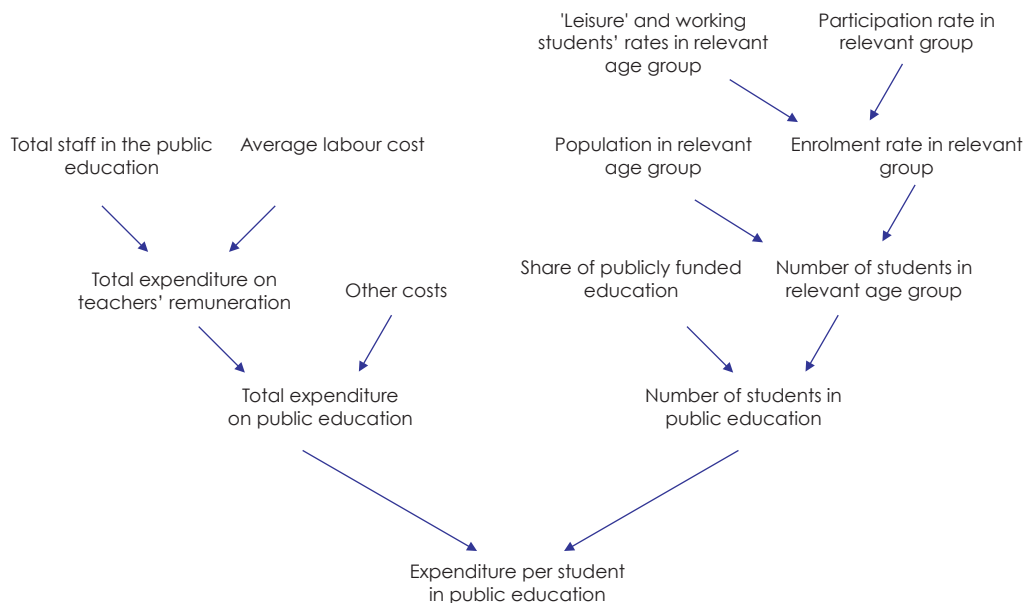 'Leisure' and working
students' rates in relevant
age group
Participation rate in
relevant group
Total staff in the public
education
Average labour cost
Population in relevant
age group
Enrolment rate in relevant
group
Total expenditure on
teachers' remuneration
Other costs
Share of publicly funded
education
Number of students in
relevant age group
Total expenditure
on public education
Number of students in
public education
Expenditure per student
in public education